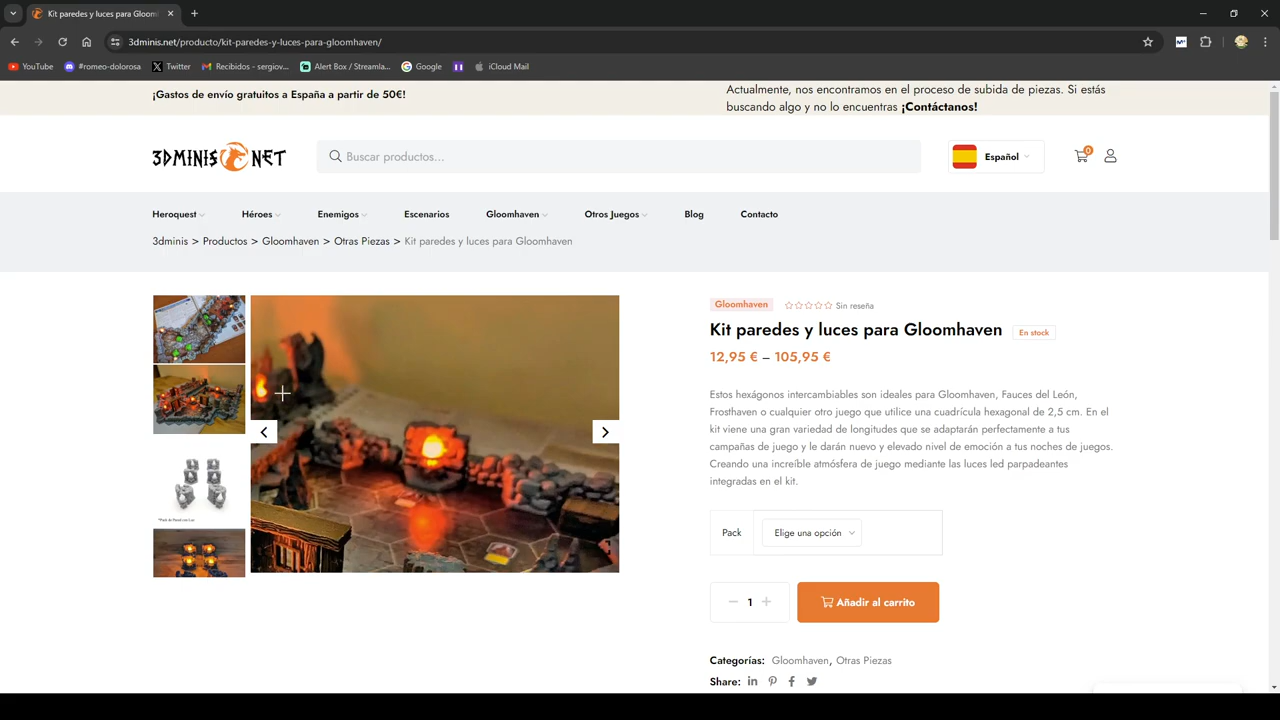 Kit paredes y luces para Gloom
3dminis.net/producto/kit-paredes-y-luces-para-gloomhaven/
YouTube
#romeo-dolorosa
Twitter
Recibidos - sergiov...
Alert Box / Streamla...
Google
iCloud Mail
¡Gastos de envío gratuitos a España a partir de 50€!
Actualmente, nos encontramos en el proceso de subida de piezas. Si estás
buscando algo y no lo encuentras ¡Contáctanos!
3DMINIS NET
Buscar productos...
Español
0
Heroquest
Héroes
Enemigos
Escenarios
Gloomhaven
Otros Juegos
Blog
Contacto
3dminis > Productos > Gloomhaven > Otras Piezas > Kit paredes y luces para Gloomhaven
Gloomhaven
Sin reseña
Kit paredes y luces para Gloomhaven
En stock
12,95 € – 105,95 €
Estos hexágonos intercambiables son ideales para Gloomhaven, Fauces del León,
Frosthaven o cualquier otro juego que utilice una cuadrícula hexagonal de 2,5 cm. En el
kit viene una gran variedad de longitudes que se adaptarán perfectamente a tus
campañas de juego y le darán nuevo y elevado nivel de emoción a tus noches de juegos.
Creando una increíble atmósfera de juego mediante las luces led parpadeantes
integradas en el kit.
Pack
Elige una opción
1
Añadir al carrito
Categorías: Gloomhaven, Otras Piezas
Share: